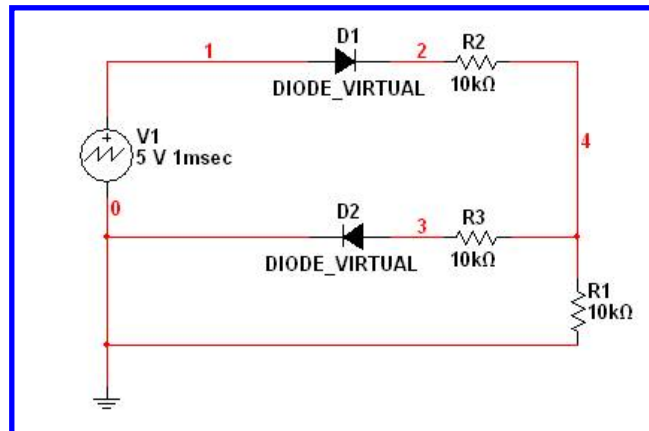 D1
1
2
R2
DIODE_VIRTUAL
10kΩ
V1
5 V 1msec
4
0
D2
3
R3
DIODE_VIRTUAL
10kΩ
R1
10kΩ